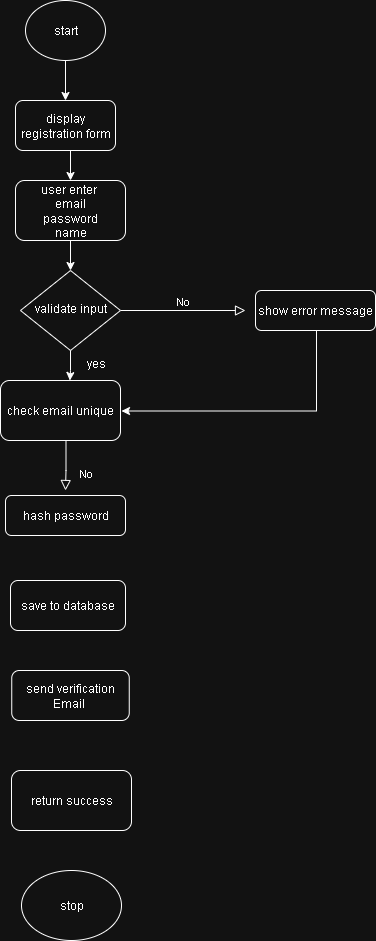 start
display
registration form
user enter
email
password
name
validate input
No
show error message
yes
check email unique
No
hash password
save to database
send verification
Email
return success
stop